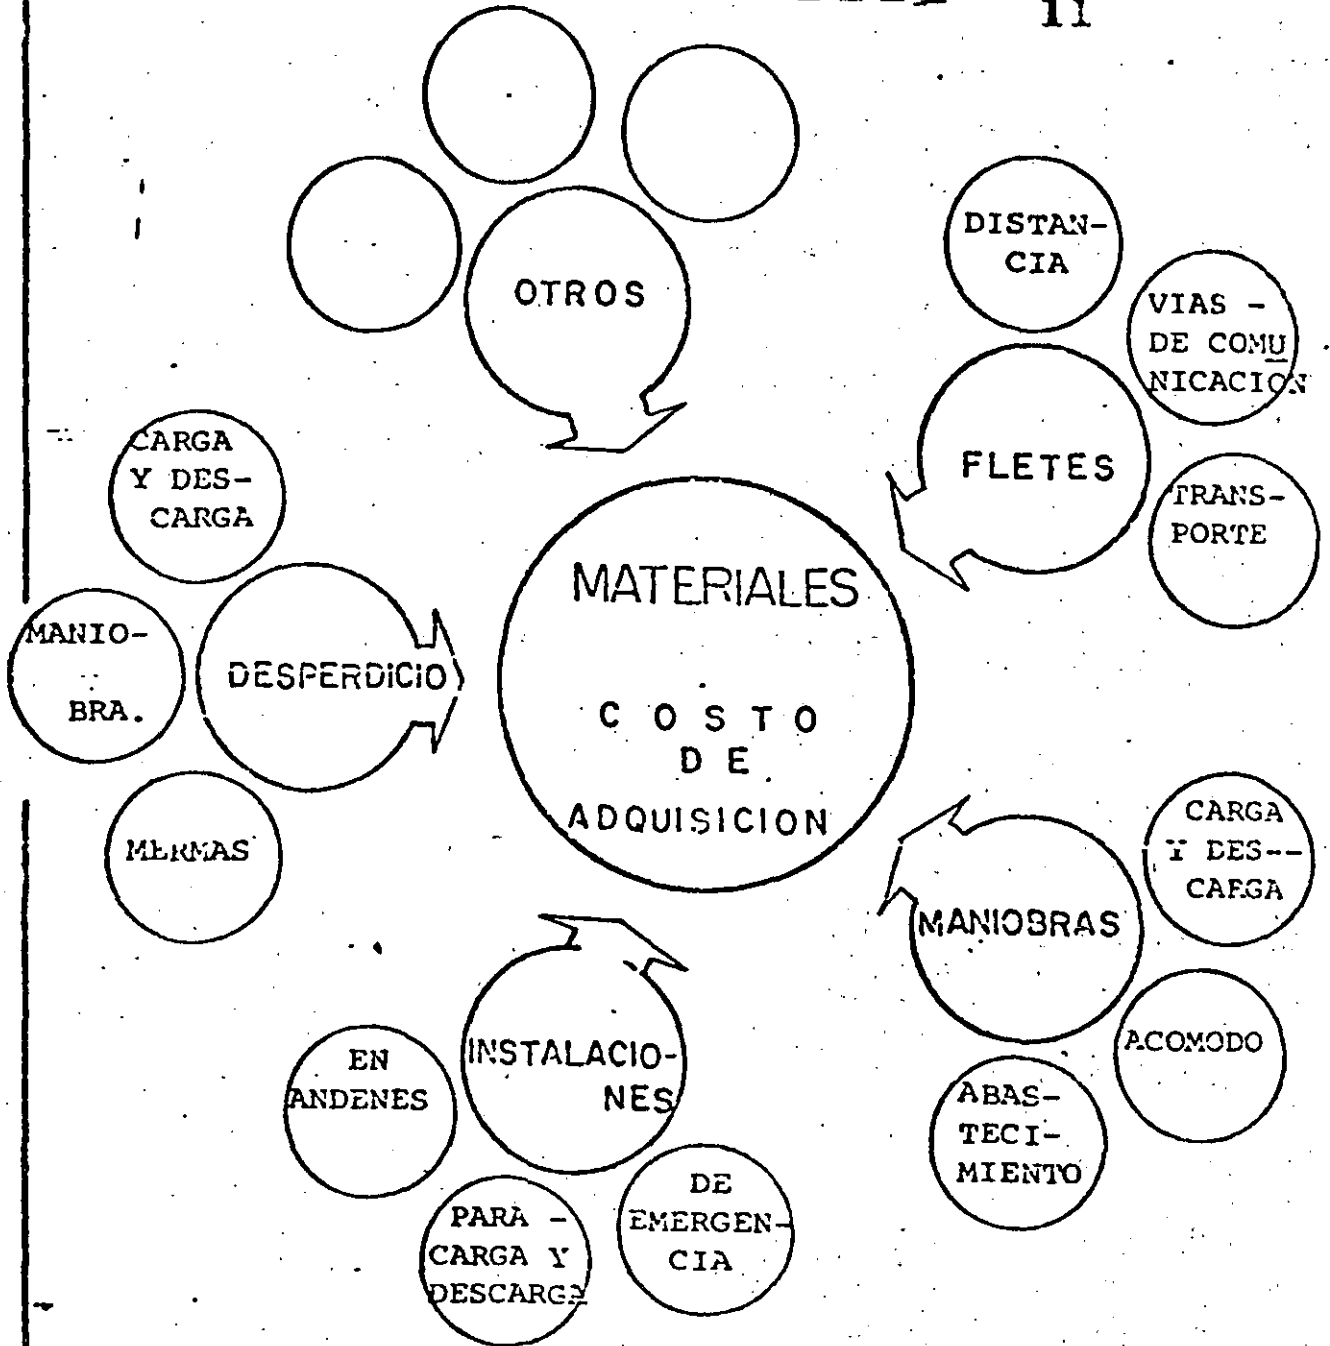 11
OTROS
DISTAN-
CIA
VIAS -
DE COMU
NICACION
FLETES
TRANS-
PORTE
CARGA
Y DES-
CARGA
MANIO-
BRA.
DESPERDICIO
MERMAS
MATERIALES
COSTO
DE
ADQUISICION
CARGA
Y DES--
CARGA
MANIOBRAS
ACOMODO
ABAS-
TECI-
MIENTO
INSTALACIO-
NES
EN
ANDENES
PARA -
CARGA Y
DESCARGA
DE
EMERGEN-
CIA